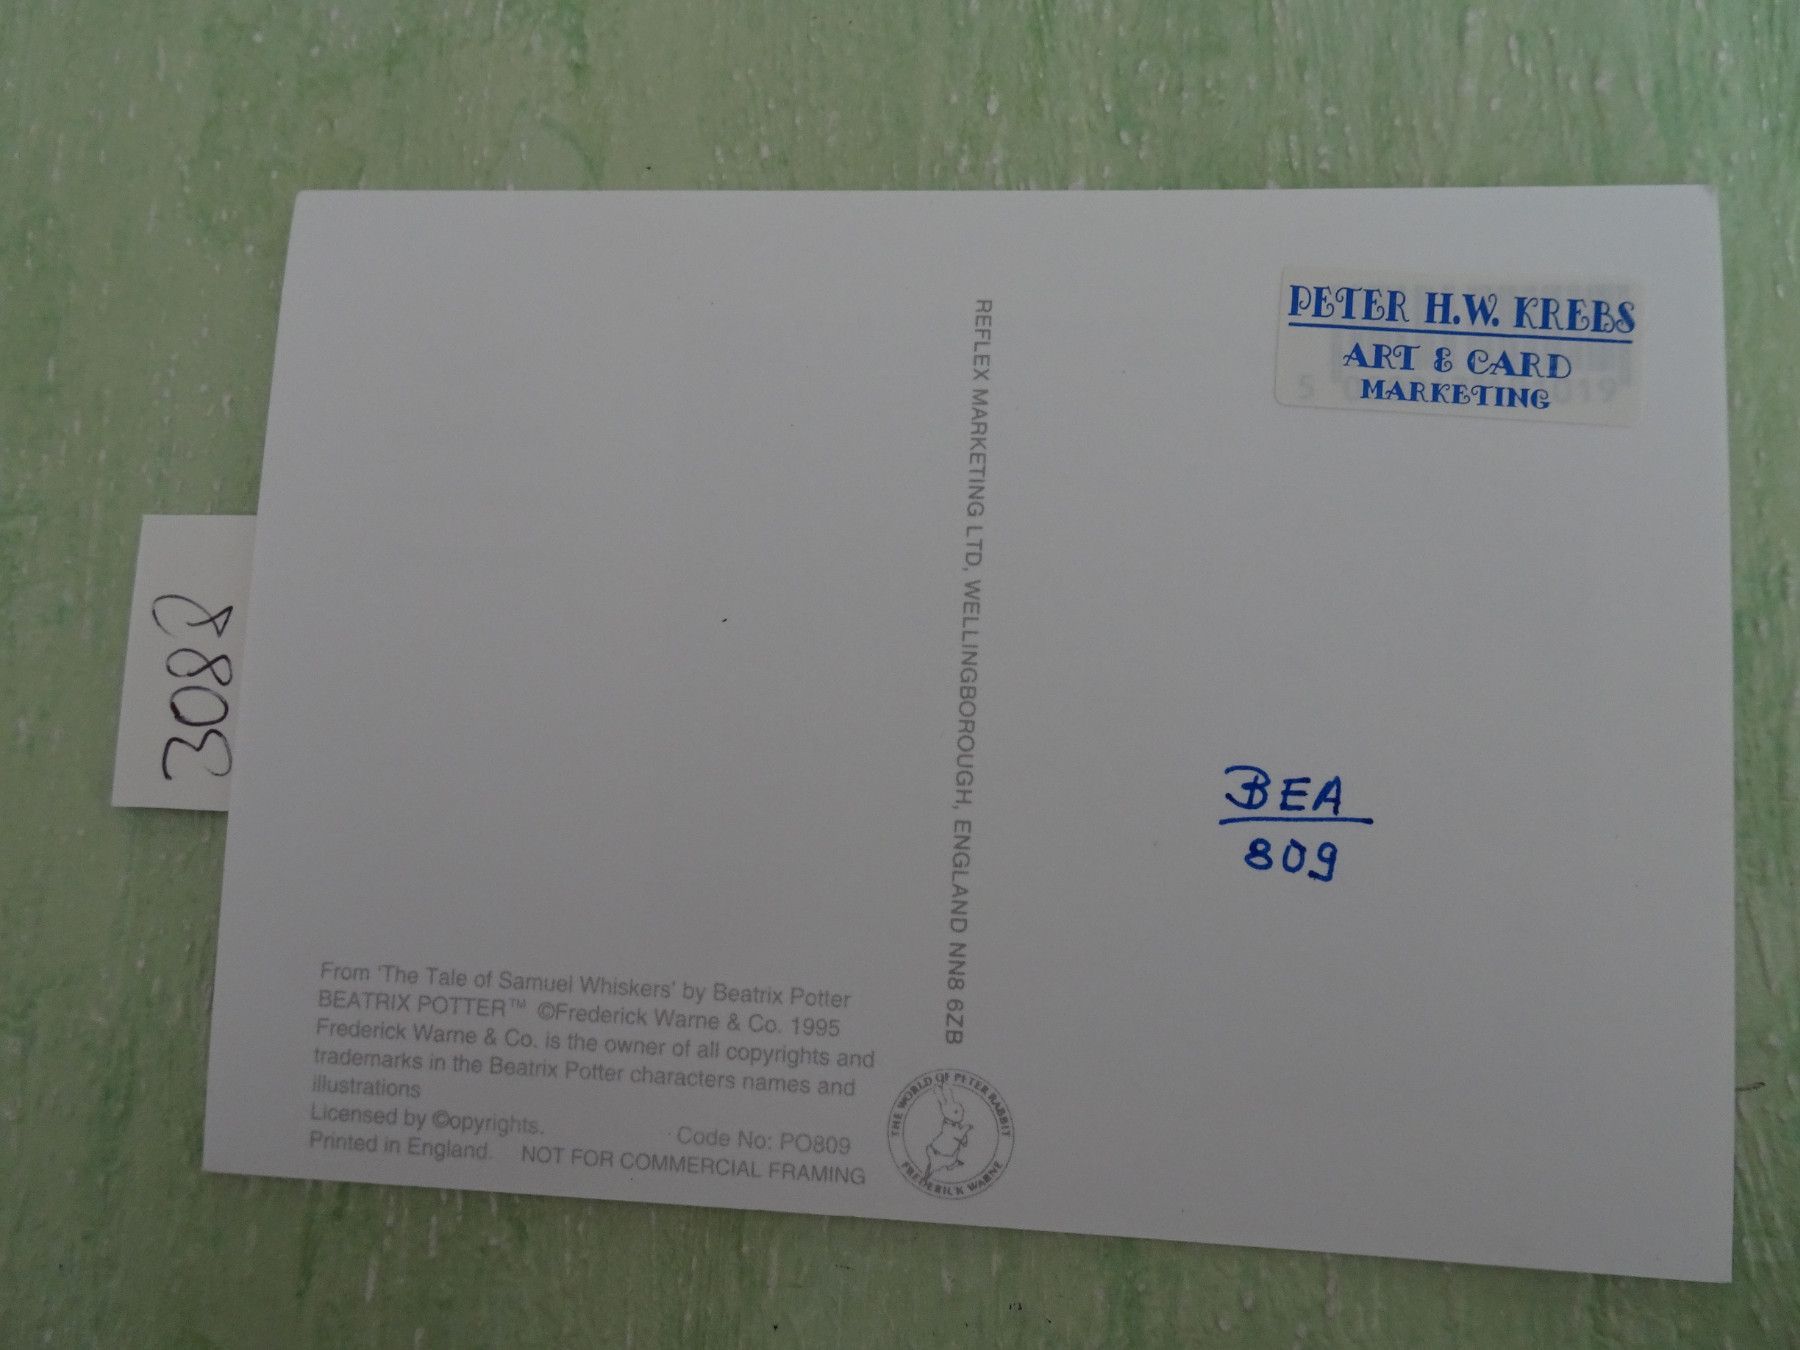 PETER H.W. KREBS
ART & CARD
MARKETING
REFLEX MARKETING LTD, WELLINGBOROUGH, ENGLAND NN8 6ZB
3088
BEA
809
From 'The Tale of Samuel Whiskers' by Beatrix Potter
BEATRIX POTTER™ ©Frederick Warne & Co. 1995
Frederick Warne & Co. is the owner of all copyrights and
trademarks in the Beatrix Potter characters names and
illustrations
Licensed by ©opyrights.
Code No: PO809
Printed in England. NOT FOR COMMERCIAL FRAMING
THE WORLD OF PETER RABBIT
FREDERICK WARNE